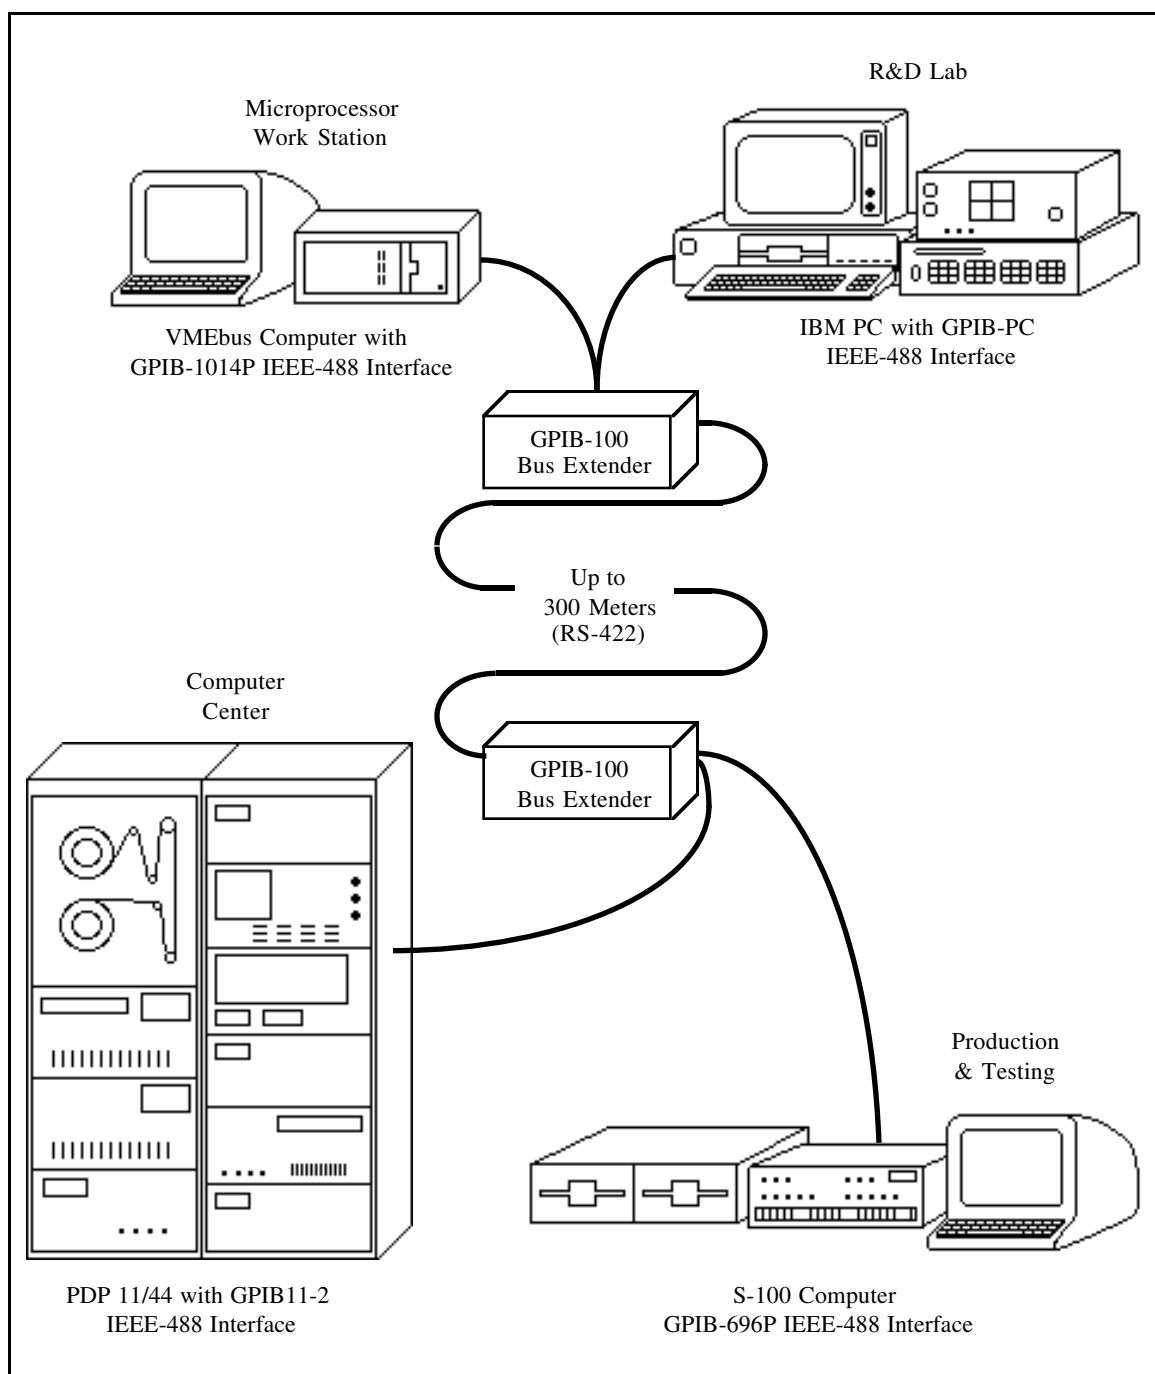 R&D Lab
Microprocessor
Work Station
VMEbus Computer with
GPIB-1014P IEEE-488 Interface
IBM PC with GPIB-PC
IEEE-488 Interface
GPIB-100
Bus Extender
Up to
300 Meters
(RS-422)
Computer
Center
GPIB-100
Bus Extender
Production
& Testing
PDP 11/44 with GPIB11-2
IEEE-488 Interface
S-100 Computer
GPIB-696P IEEE-488 Interface